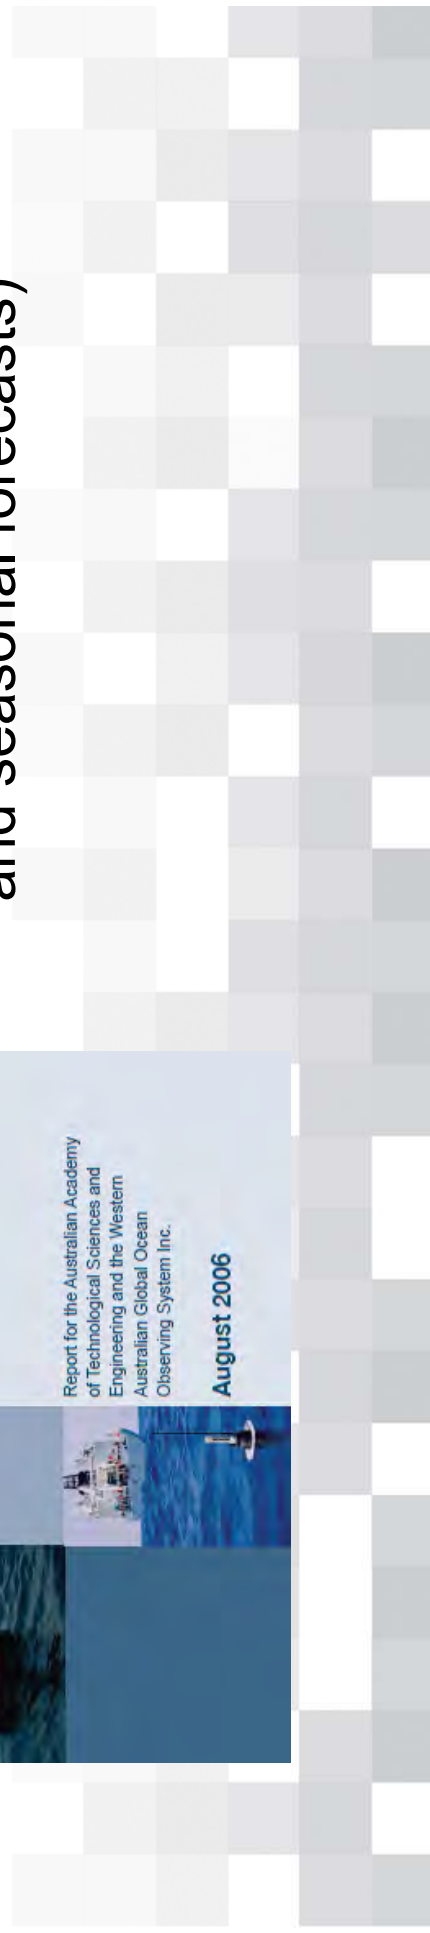 and seasonal forecasts)
Report for the Australian Academy
of Technological Sciences and
Engineering and the Western
Australian Global Ocean
Observing System Inc.
August 2006